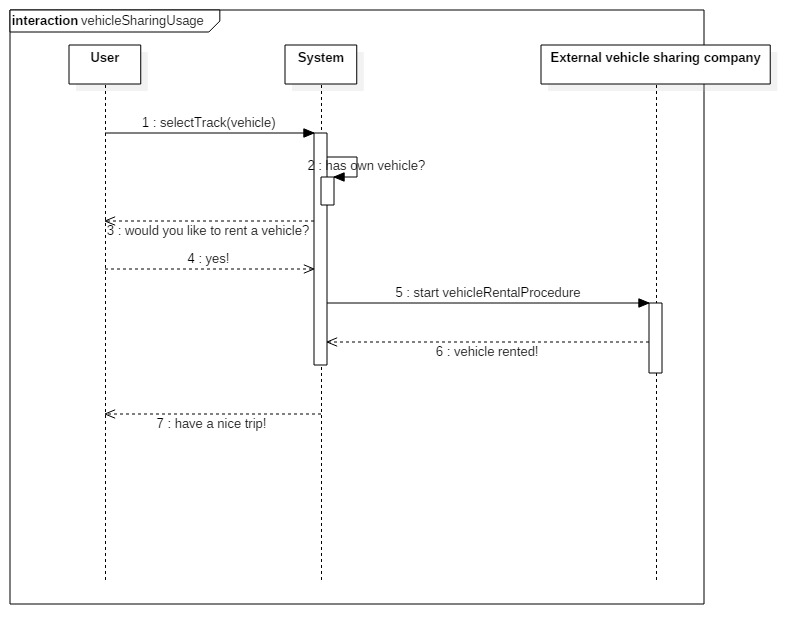 interaction vehicleSharingUsage
User
System
External vehicle sharing company
1 : selectTrack(vehicle)
2 : has own vehicle?
3 : would you like to rent a vehicle?
4 : yes!
5 : start vehicleRentalProcedure
6 : vehicle rented!
7 : have a nice trip!